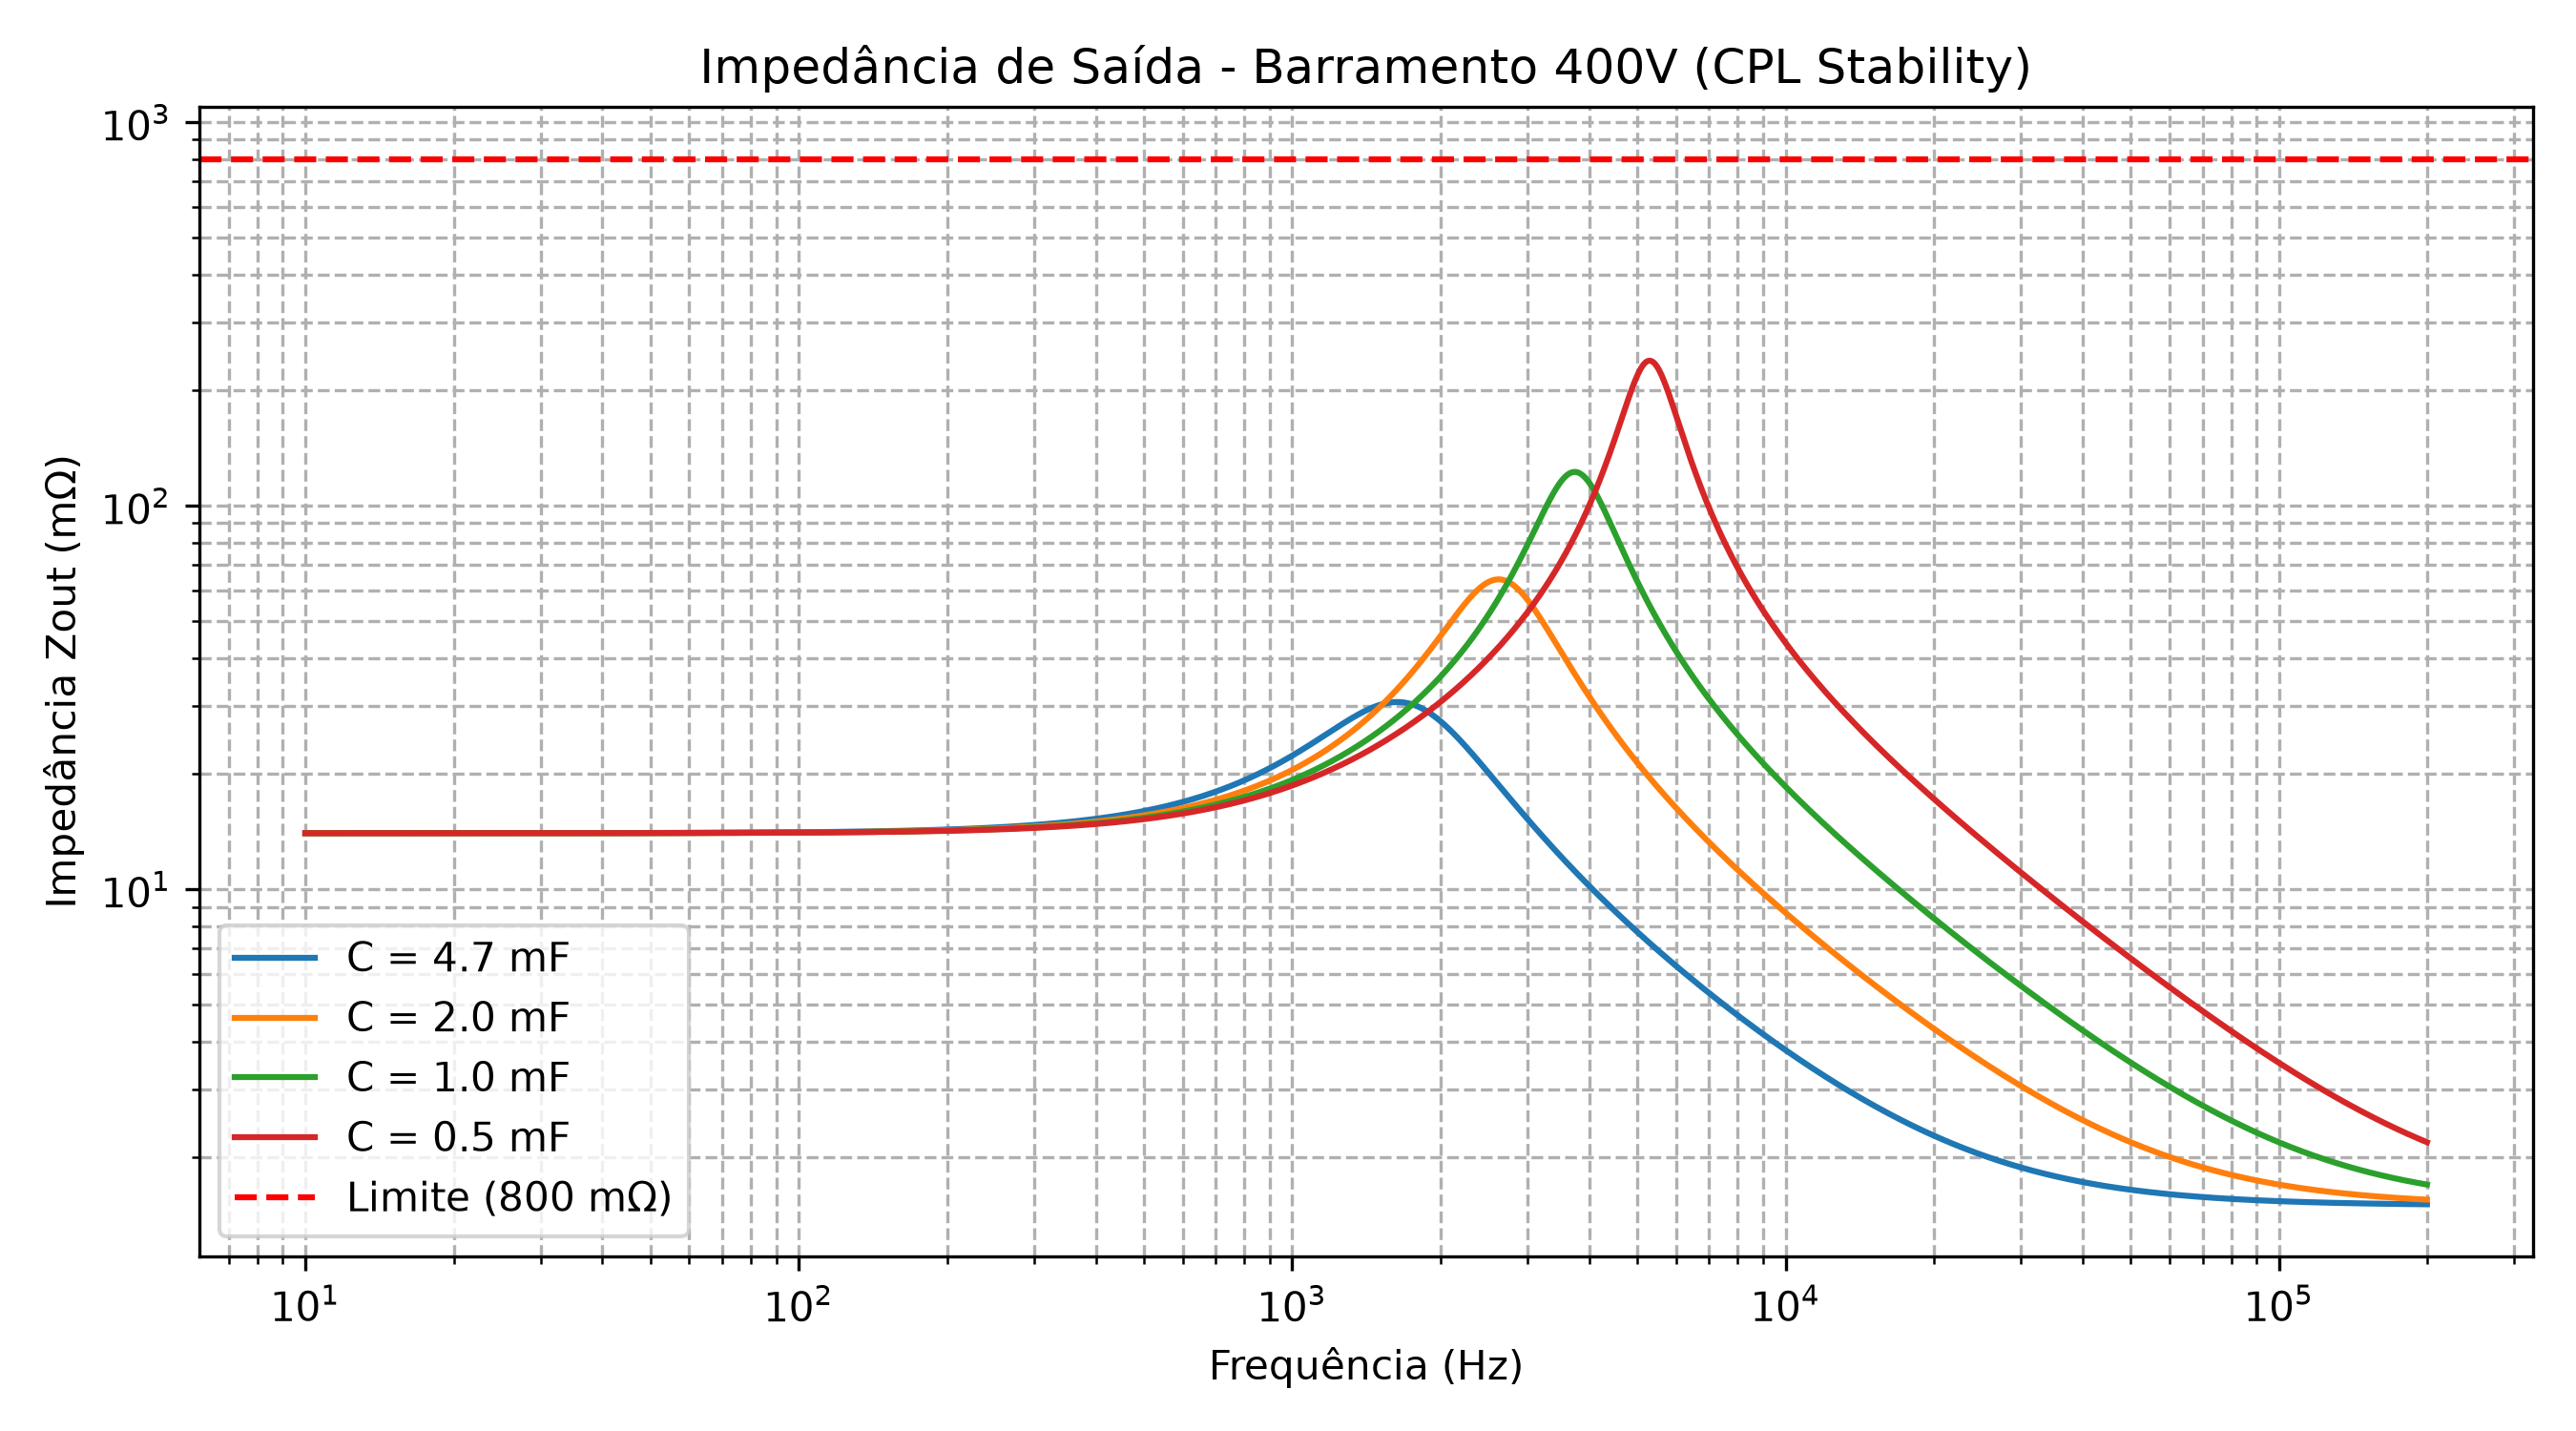 Impedância de Saída - Barramento 400V (CPL Stability)
Impedância Zout (mΩ)
10³
10²
10¹
C = 4.7 mF
C = 2.0 mF
C = 1.0 mF
C = 0.5 mF
Limite (800 mΩ)
10¹ 10² 10³ 10⁴ 10⁵
Frequência (Hz)